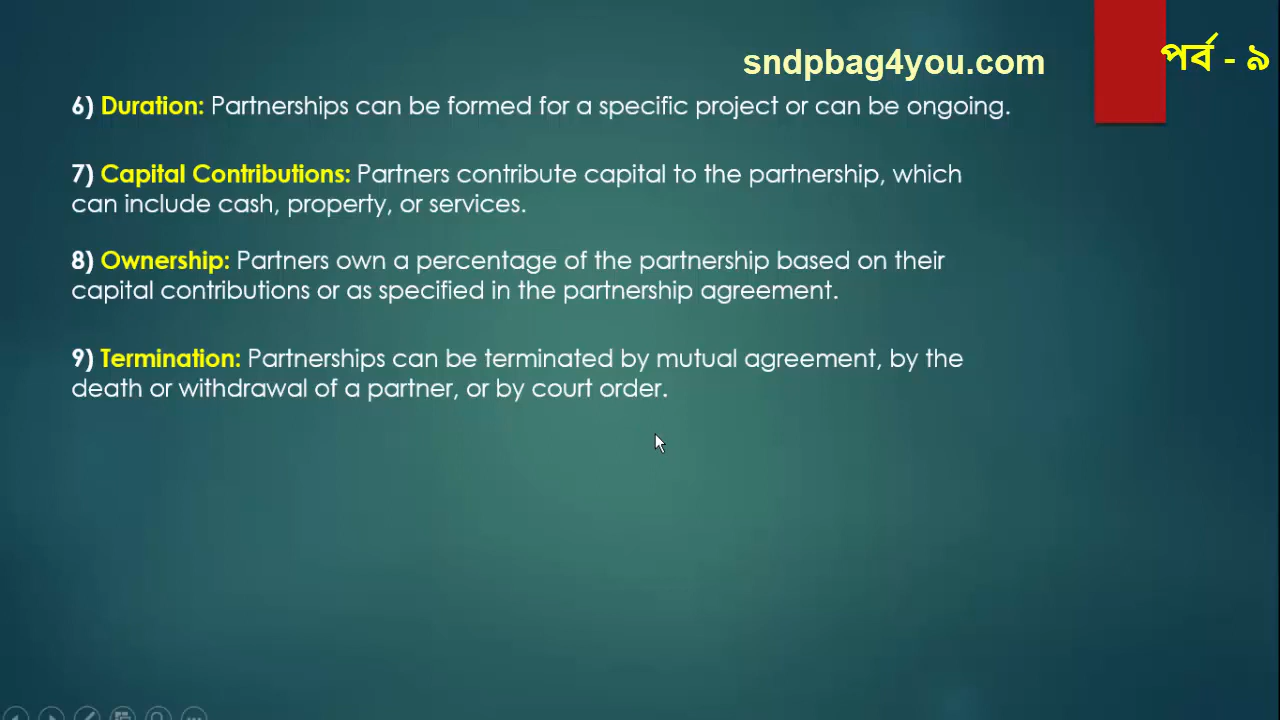 sndpbag4you.com
পর্ব - ৯
6) Duration: Partnerships can be formed for a specific project or can be ongoing.
7) Capital Contributions: Partners contribute capital to the partnership, which
can include cash, property, or services.
8) Ownership: Partners own a percentage of the partnership based on their
capital contributions or as specified in the partnership agreement.
9) Termination: Partnerships can be terminated by mutual agreement, by the
death or withdrawal of a partner, or by court order.